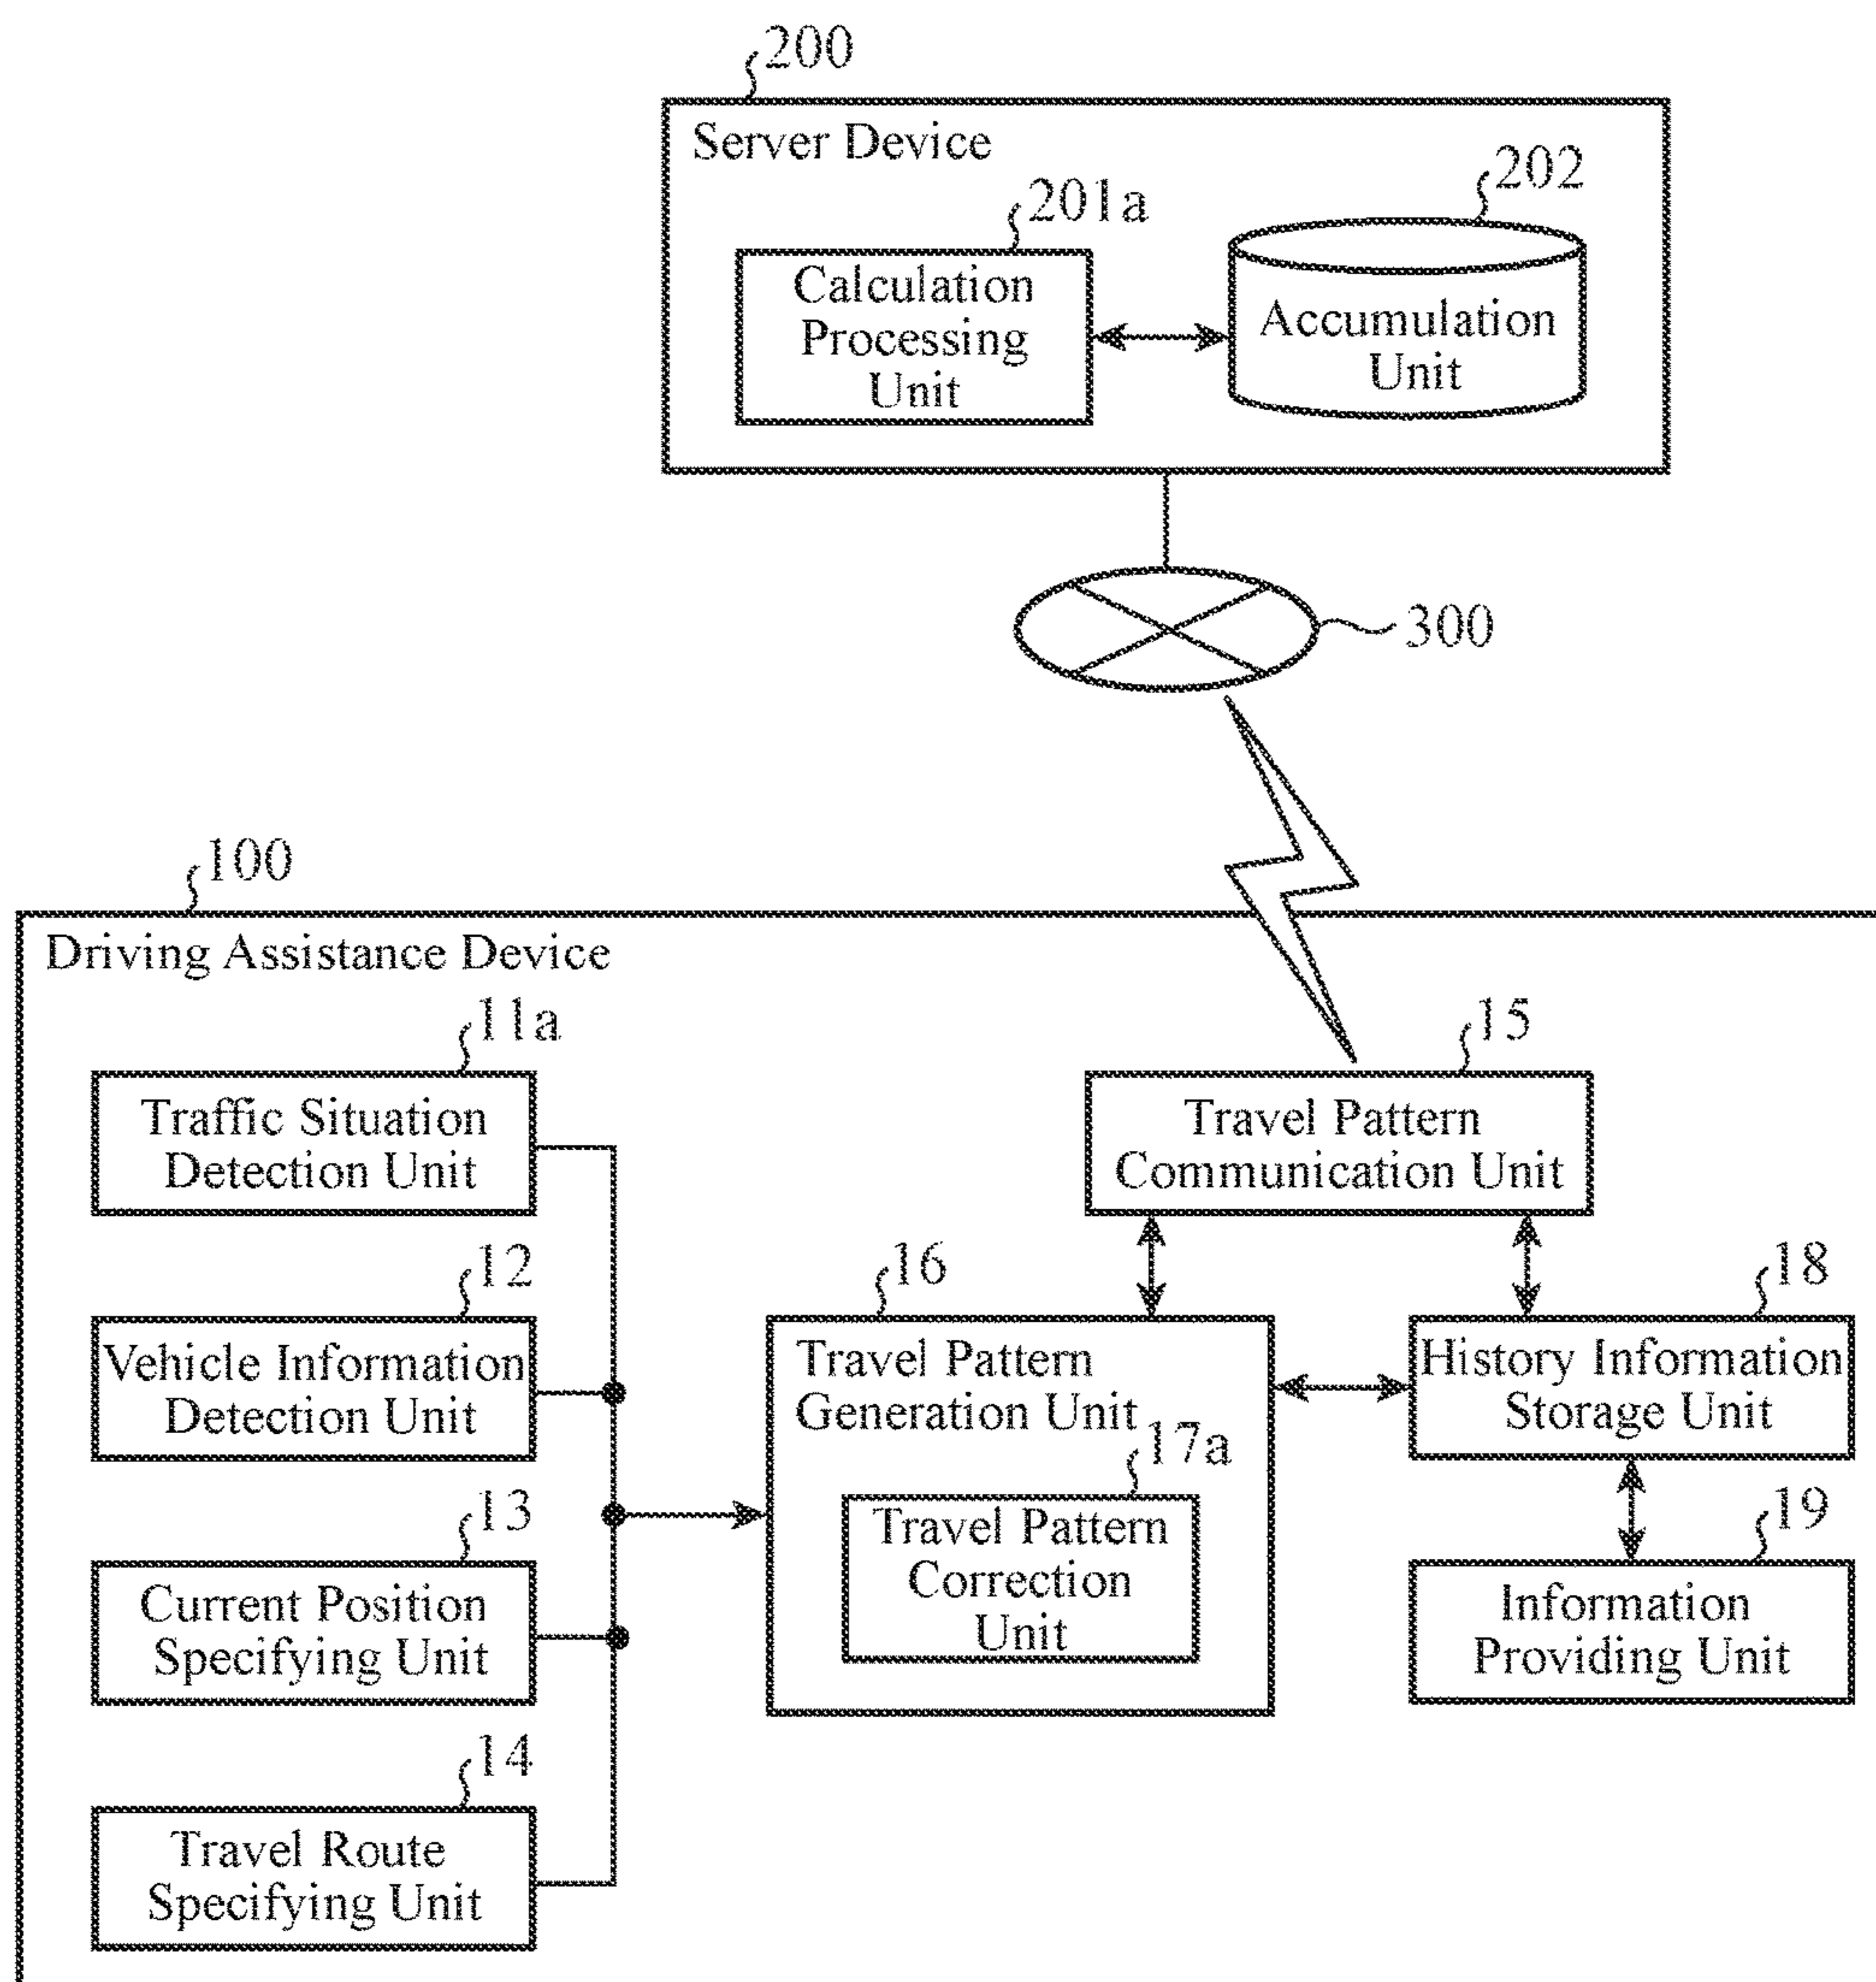 200
Server Device
201a
202
Calculation
Processing
Unit
Accumulation
Unit
300
100
Driving Assistance Device
11a
Traffic Situation
Detection Unit
12
Vehicle Information
Detection Unit
13
Current Position
Specifying Unit
14
Travel Route
Specifying Unit
15
Travel Pattern
Communication Unit
16
Travel Pattern
Generation Unit
17a
Travel Pattern
Correction
Unit
18
History Information
Storage Unit
19
Information
Providing Unit